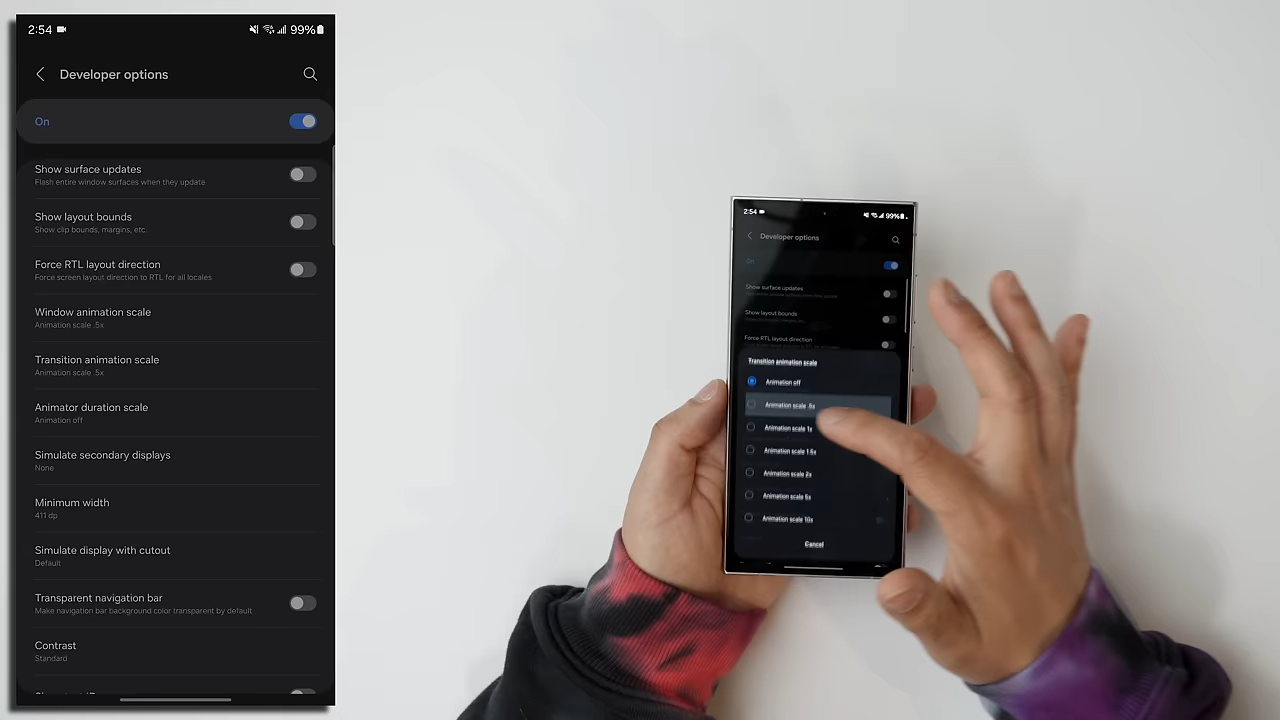 2:54
99%
Developer options
On
Show surface updates
Flash entire window surfaces when they update
Show layout bounds
Show clip bounds, margins, etc.
Force RTL layout direction
Force screen layout direction to RTL for all locales
Window animation scale
Animation scale .5x
Transition animation scale
Animation scale .5x
Animator duration scale
Animation off
Simulate secondary displays
None
Minimum width
411 dp
Simulate display with cutout
Default
Transparent navigation bar
Make navigation bar background color transparent by default
Contrast
Standard
2:54
99%
Developer options
On
Show surface updates
Show layout bounds
Force RTL layout direction
Transition animation scale
Animation off
Animation scale .5x
Animation scale 1x
Animation scale 1.5x
Animation scale 2x
Animation scale 5x
Animation scale 10x
Cancel